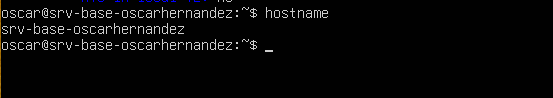 oscar@srv-base-oscarhernandez:~$ hostname
srv-base-oscarhernandez
oscar@srv-base-oscarhernandez:~$ _